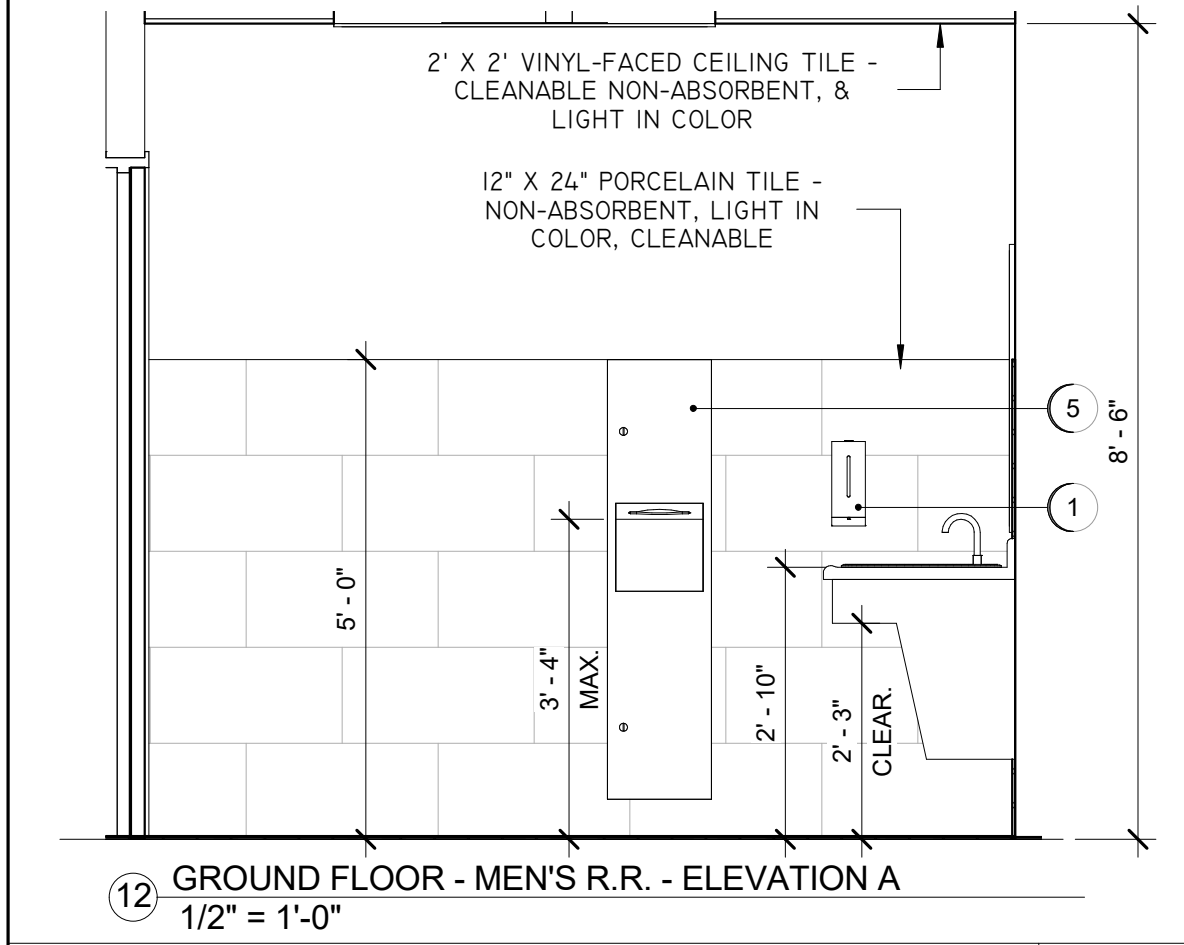 2' X 2' VINYL-FACED CEILING TILE -
CLEANABLE NON-ABSORBENT, &
LIGHT IN COLOR
12" X 24" PORCELAIN TILE -
NON-ABSORBENT, LIGHT IN
COLOR, CLEANABLE
5
8' - 6"
1
5' - 0"
3' - 4"
MAX.
2' - 10"
2' - 3"
CLEAR.
12
GROUND FLOOR - MEN'S R.R. - ELEVATION A
1/2" = 1'-0"